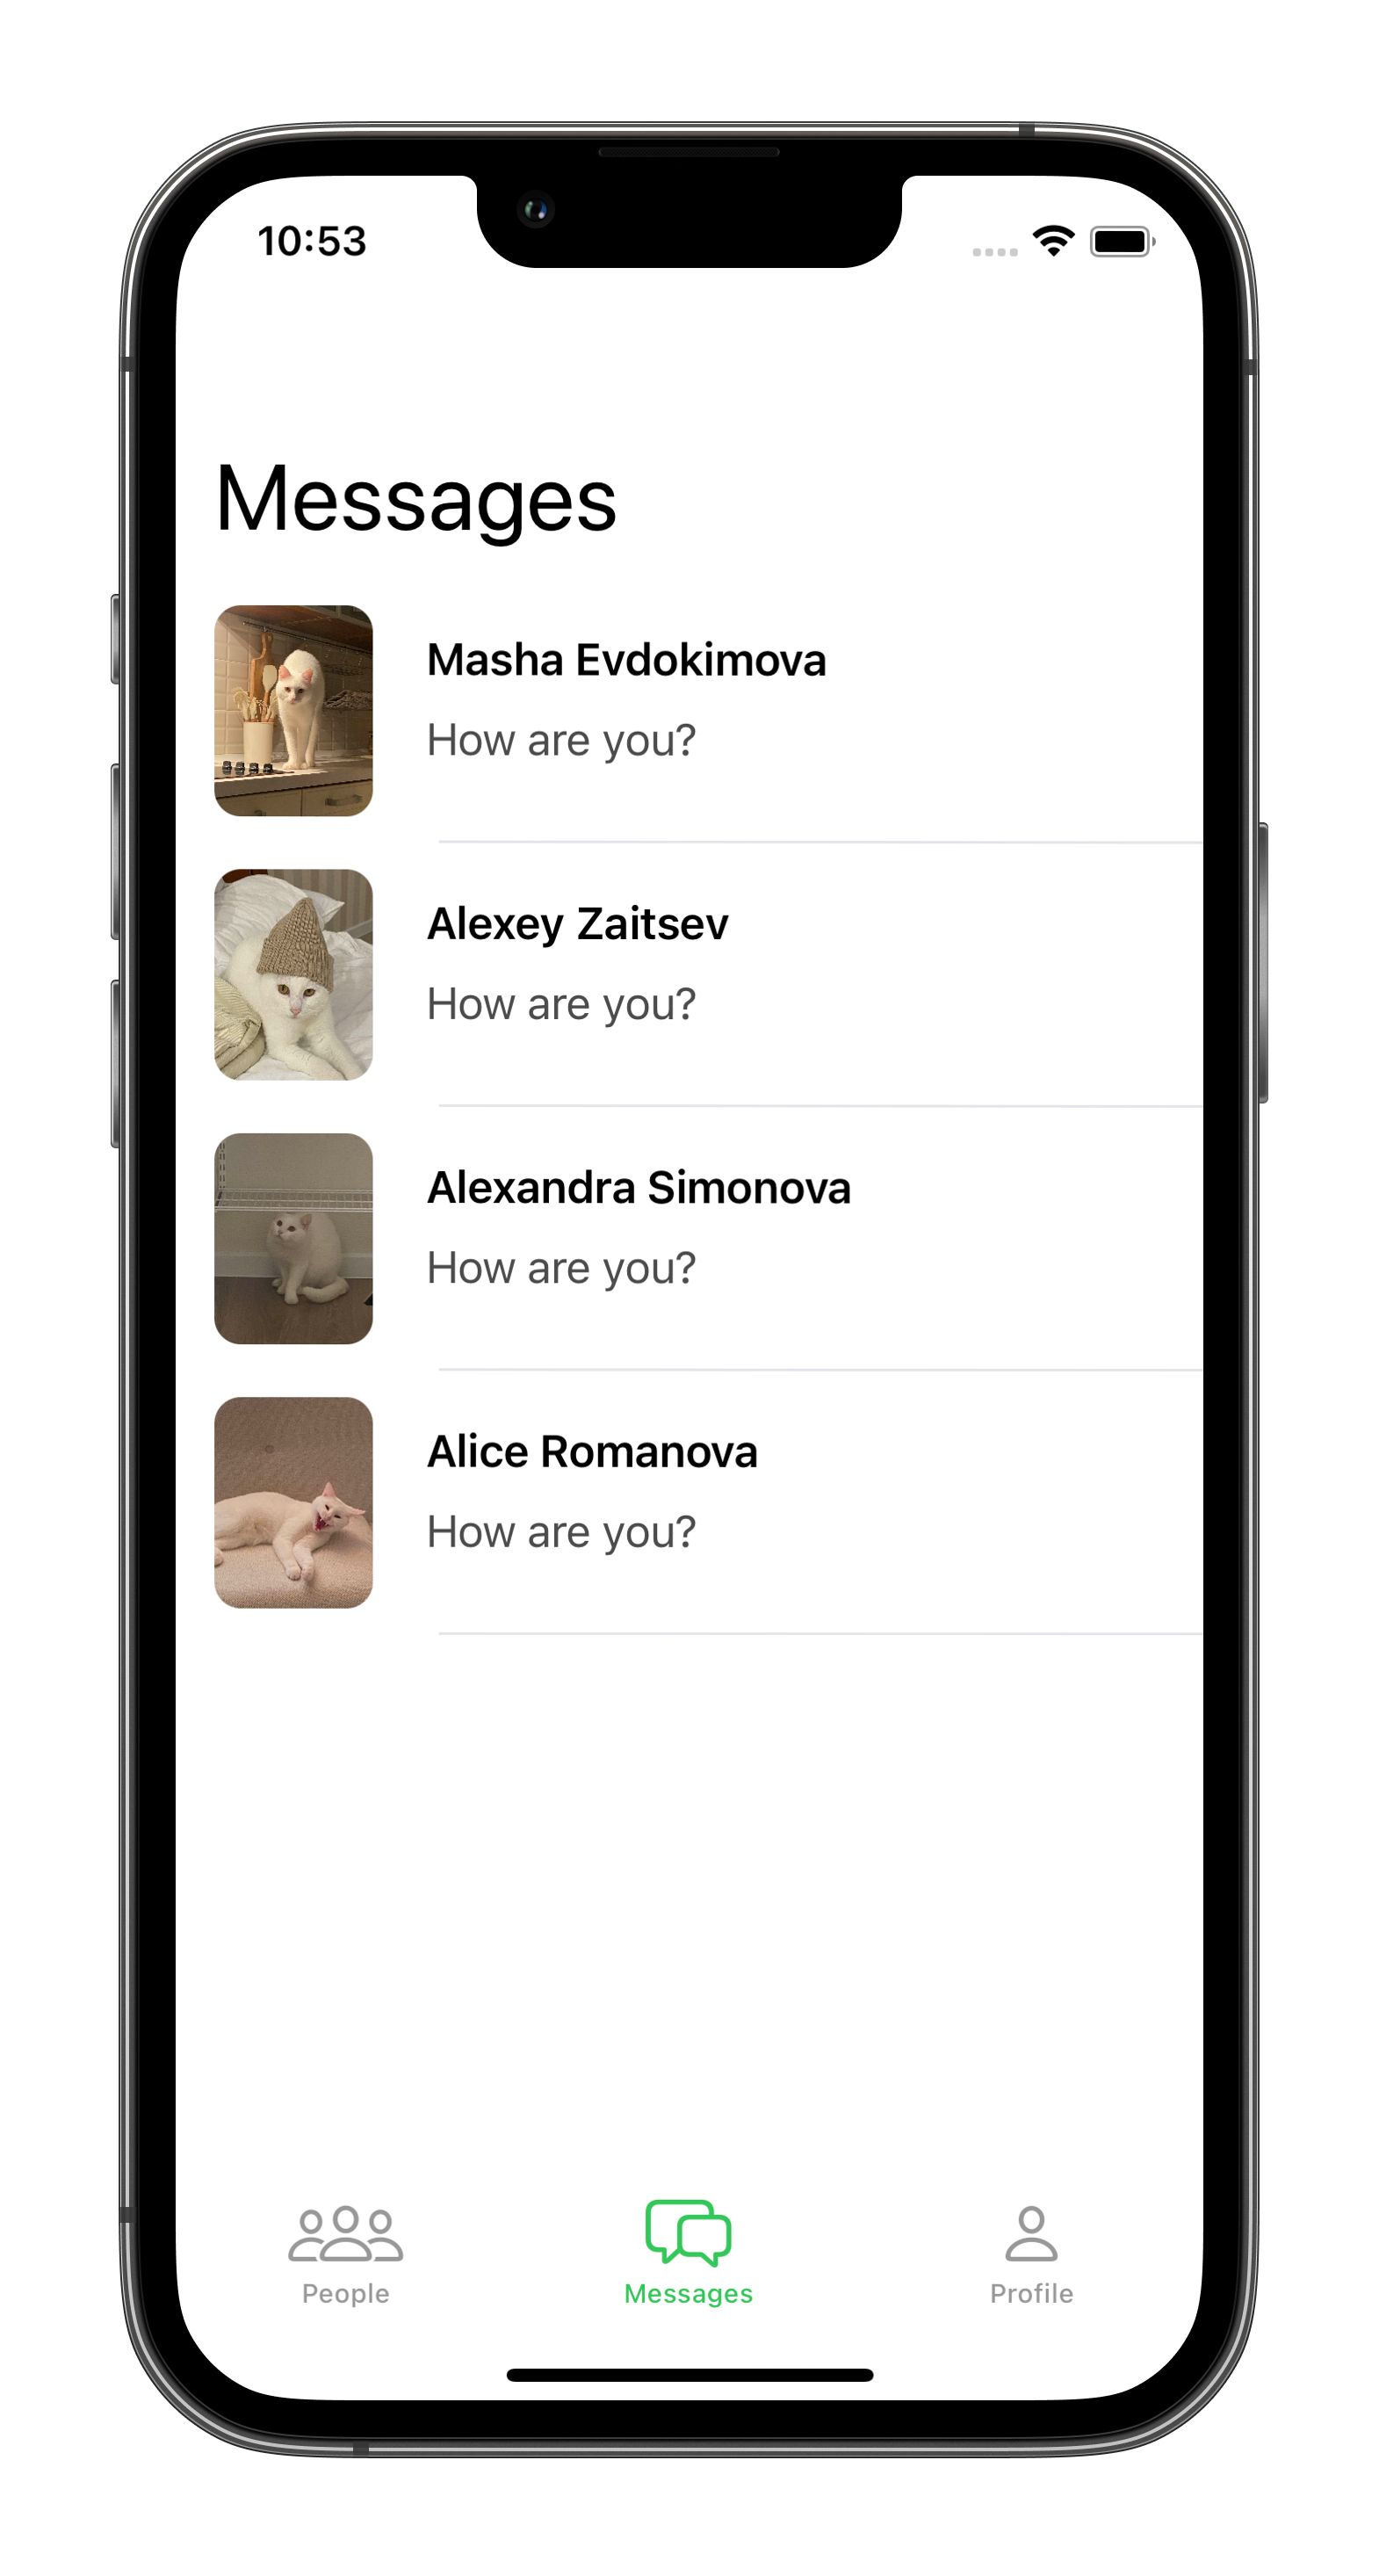 10:53
Messages
Masha Evdokimova
How are you?
Alexey Zaitsev
How are you?
Alexandra Simonova
How are you?
Alice Romanova
How are you?
People
Messages
Profile